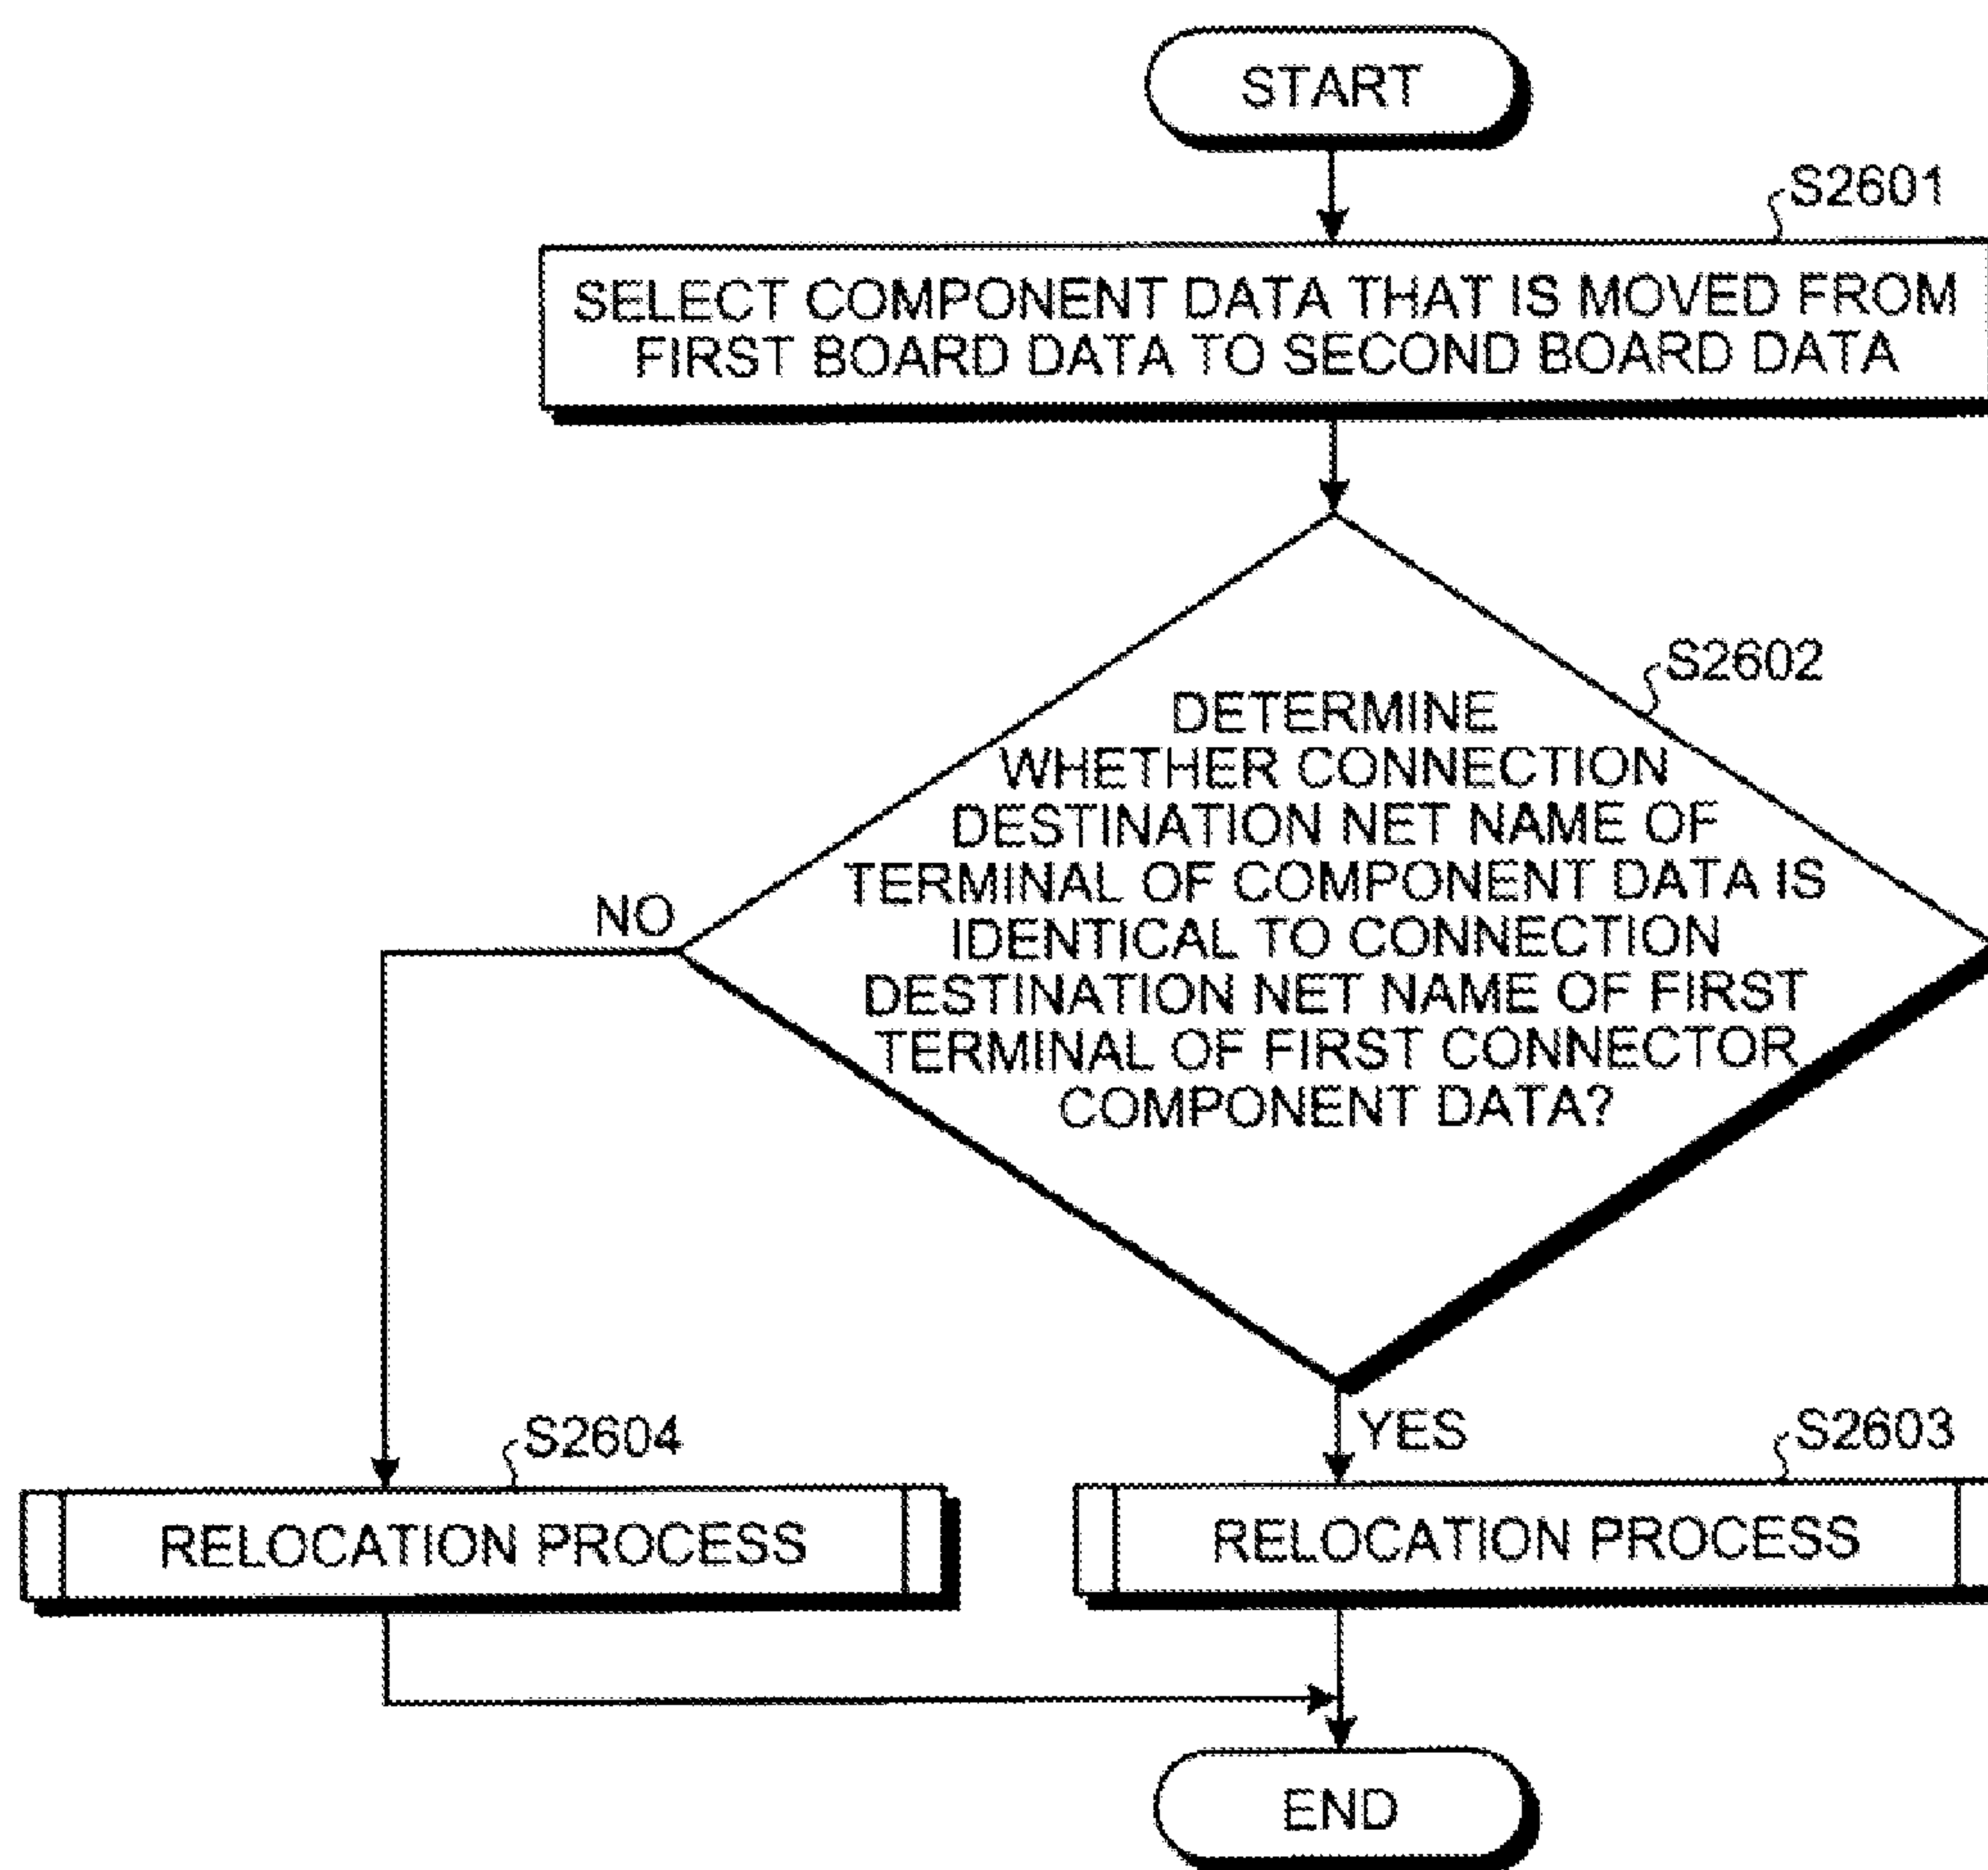 START
S2601
SELECT COMPONENT DATA THAT IS MOVED FROM
FIRST BOARD DATA TO SECOND BOARD DATA
S2602
DETERMINE
WHETHER CONNECTION
DESTINATION NET NAME OF
TERMINAL OF COMPONENT DATA IS
IDENTICAL TO CONNECTION
DESTINATION NET NAME OF FIRST
TERMINAL OF FIRST CONNECTOR
COMPONENT DATA?
NO
YES
S2604
RELOCATION PROCESS
S2603
RELOCATION PROCESS
END